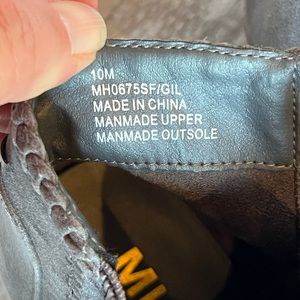 10M
MH0675SF/GIL
MADE IN CHINA
MANMADE UPPER
MANMADE OUTSOLE